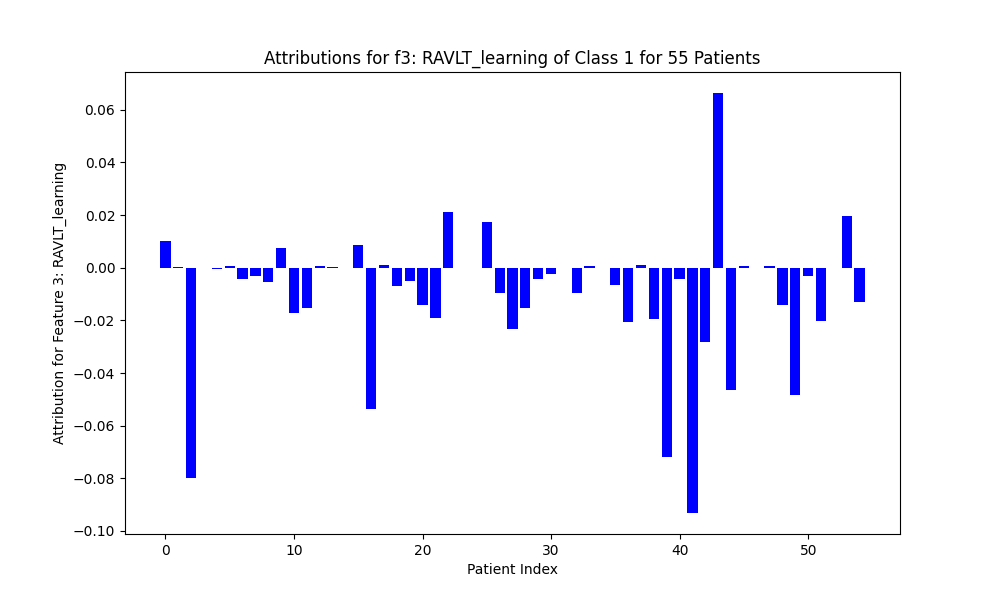 Attributions for f3: RAVLT_learning of Class 1 for 55 Patients
Attribution for Feature 3: RAVLT_learning
0.06
0.04
0.02
0.00
−0.02
−0.04
−0.06
−0.08
−0.10
0 10 20 30 40 50
Patient Index